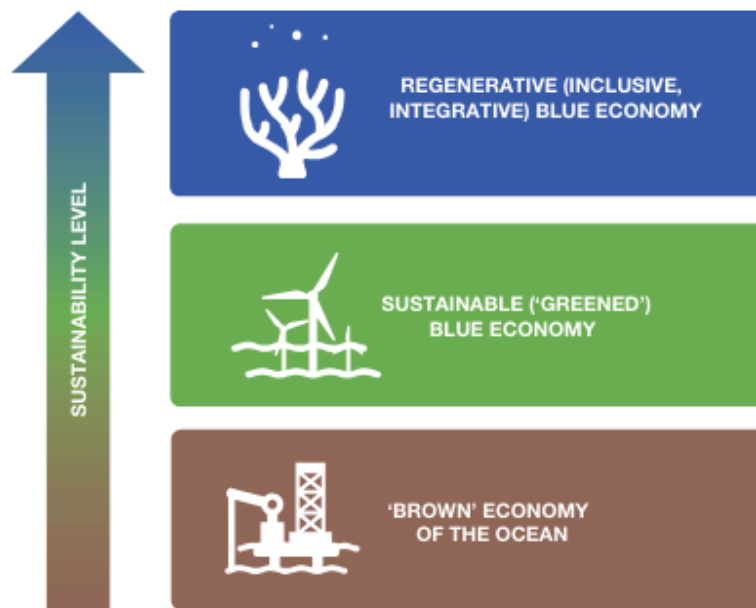 REGENERATIVE (INCLUSIVE,
INTEGRATIVE) BLUE ECONOMY
SUSTAINABILITY LEVEL
SUSTAINABLE (‘GREENED’)
BLUE ECONOMY
‘BROWN’ ECONOMY
OF THE OCEAN